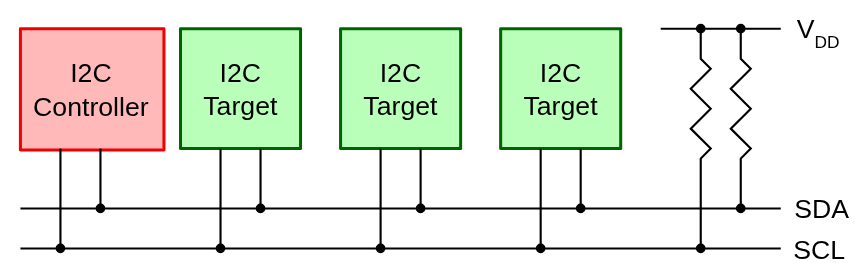 I2C
Controller
I2C
Target
I2C
Target
I2C
Target
VDD
SDA
SCL